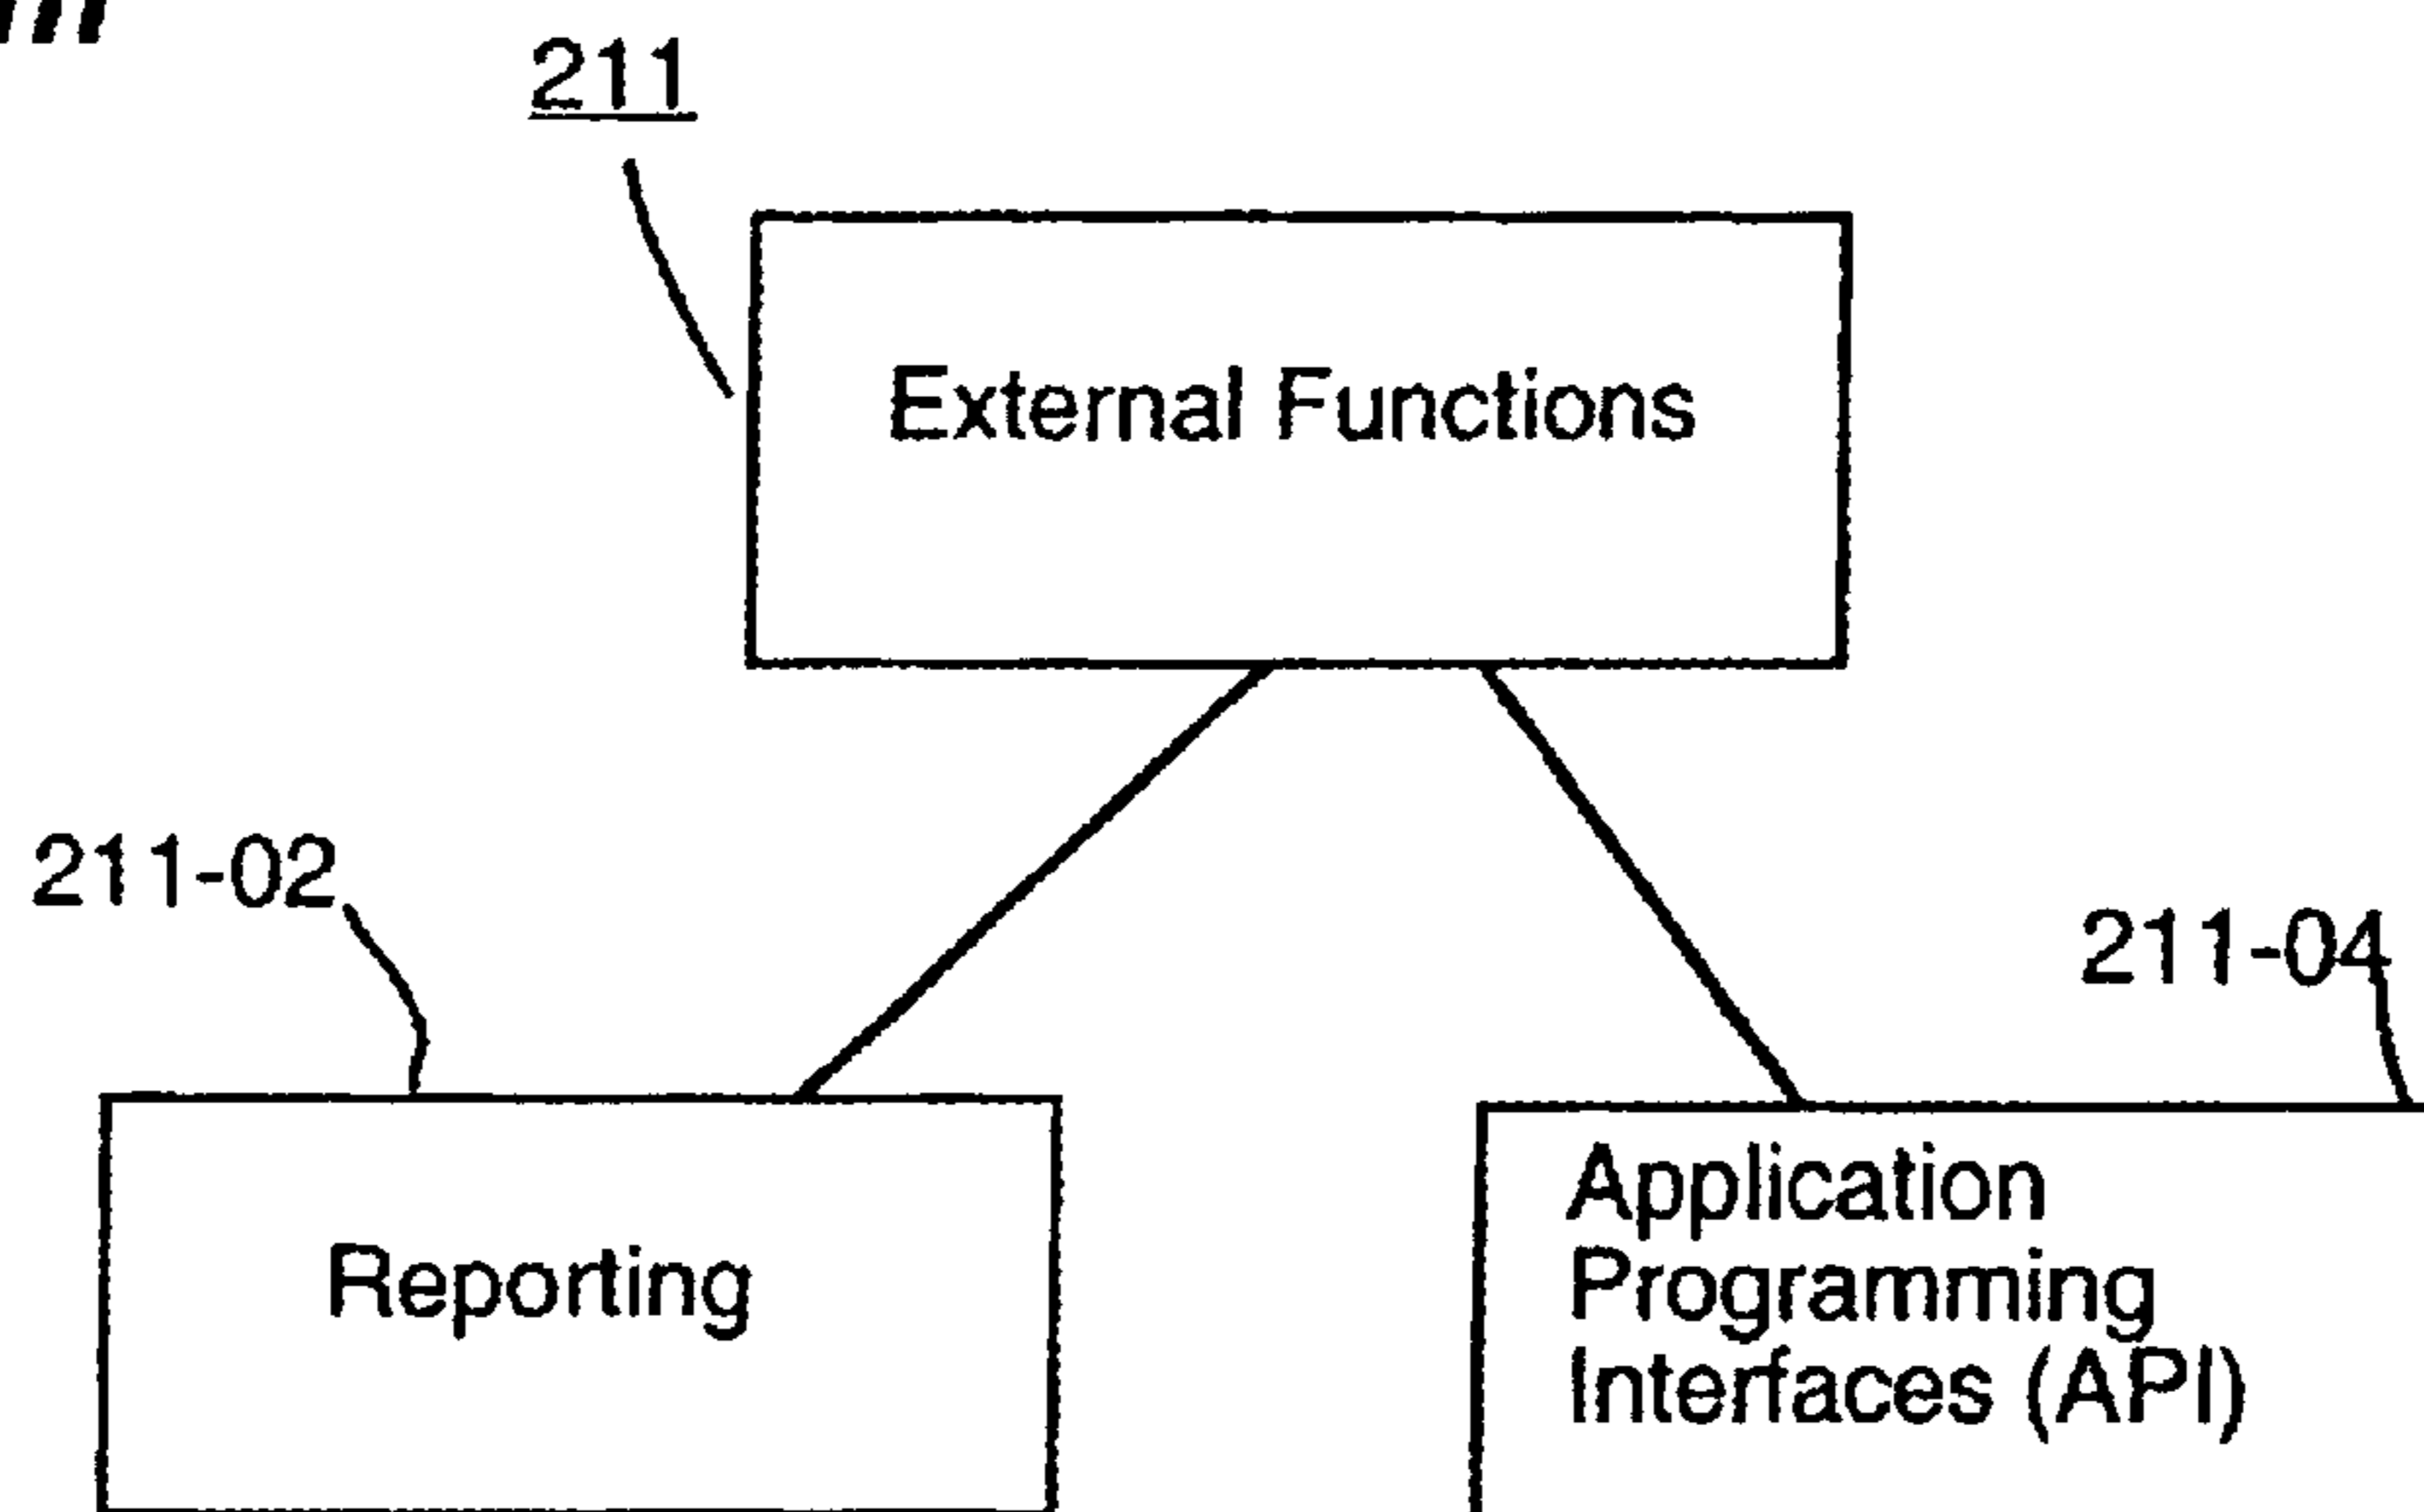 211
External Functions
211-02
211-04
Reporting
Application
Programming
Interfaces (API)